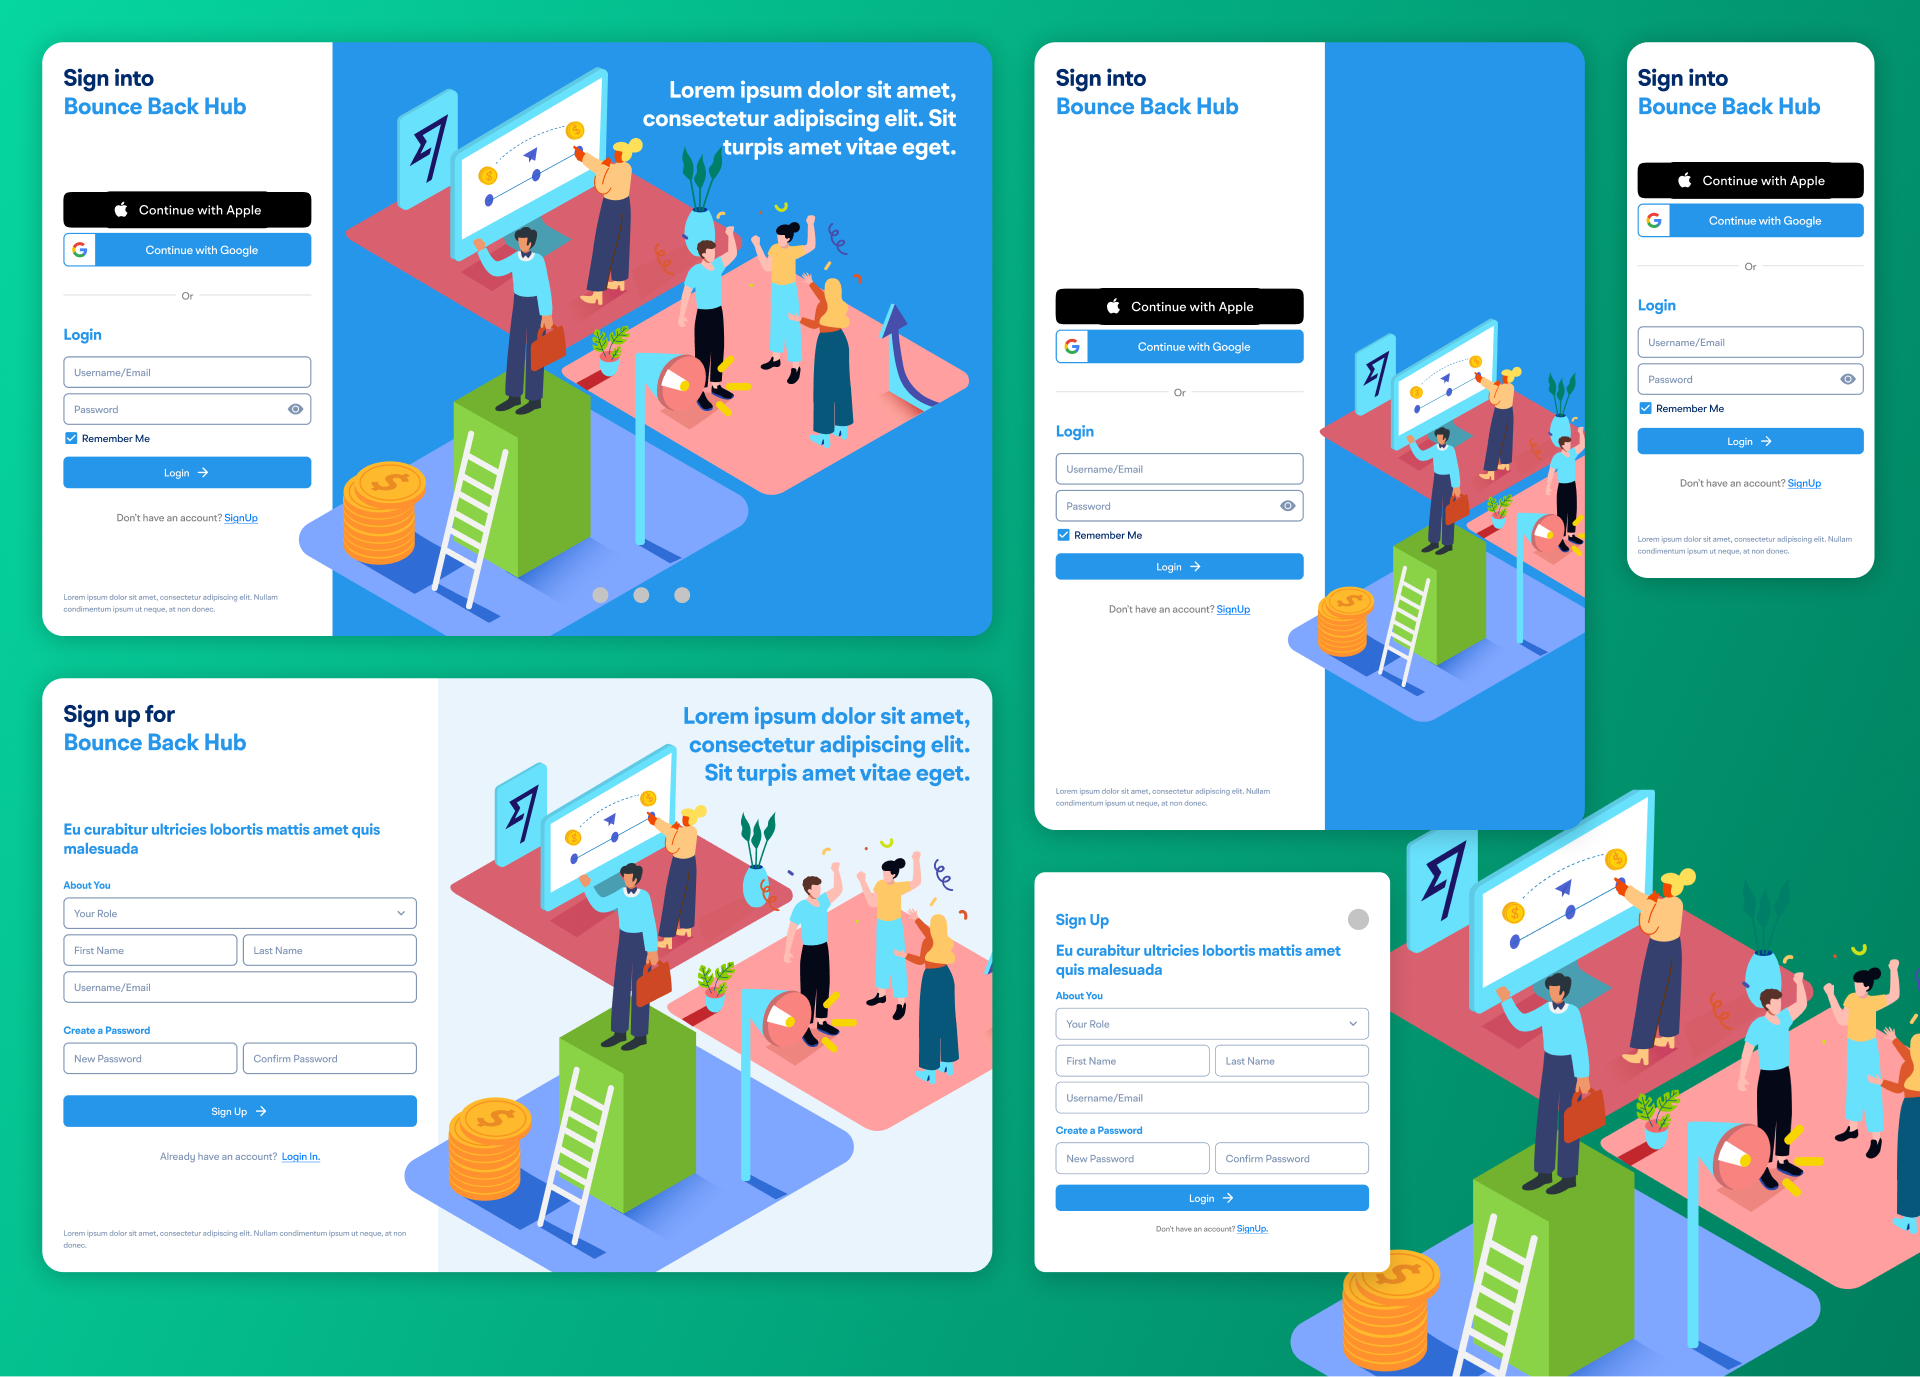 Sign into
Bounce Back Hub
Continue with Apple
Continue with Google
Or
Login
Username/Email
Password
Remember Me
Login
Don't have an account? SignUp
Lorem ipsum dolor sit amet, consectetur adipiscing elit. Nullam
condimentum ipsum ut neque, at non donec.
Lorem ipsum dolor sit amet,
consectetur adipiscing elit. Sit
turpis amet vitae eget.
Sign into
Bounce Back Hub
Continue with Apple
Continue with Google
Or
Login
Username/Email
Password
Remember Me
Login
Don't have an account? SignUp
Lorem ipsum dolor sit amet, consectetur adipiscing elit. Nullam
condimentum ipsum ut neque, at non donec.
Sign into
Bounce Back Hub
Continue with Apple
Continue with Google
Or
Login
Username/Email
Password
Remember Me
Login
Don't have an account? SignUp
Lorem ipsum dolor sit amet, consectetur adipiscing elit. Nullam
condimentum ipsum ut neque, at non donec.
Sign up for
Bounce Back Hub
Eu curabitur ultricies lobortis mattis amet quis
malesuada
About You
Your Role
First Name Last Name
Username/Email
Create a Password
New Password Confirm Password
Sign Up
Already have an account? Login In.
Lorem ipsum dolor sit amet, consectetur adipiscing elit. Nullam condimentum ipsum ut neque, at non
donec.
Lorem ipsum dolor sit amet,
consectetur adipiscing elit.
Sit turpis amet vitae eget.
Sign Up
Eu curabitur ultricies lobortis mattis amet
quis malesuada
About You
Your Role
First Name Last Name
Username/Email
Create a Password
New Password Confirm Password
Login
Don't have an account? SignUp.